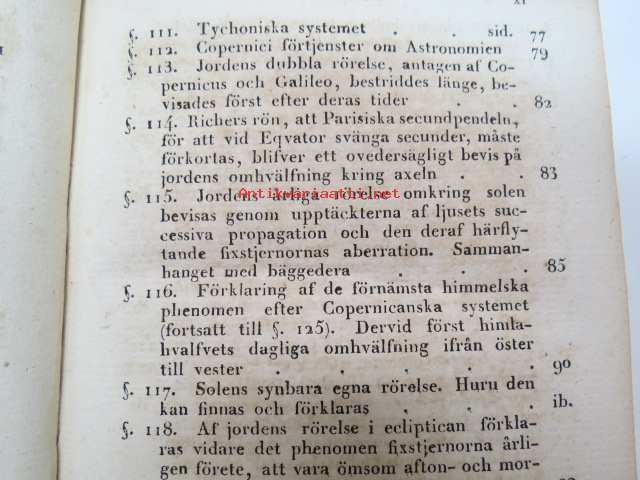 XI
§. 111. Tychoniska systemet . . sid. 77
§. 112. Copernici förtjenster om Astronomien 79
§. 113. Jordens dubbla rörelse, antagen af Co-
pernicus och Galileo, bestriddes länge, be-
visades först efter deras tider . . 82
§. 114. Richers rön, att Parisiska secundpendeln,
för att vid Eqvator svänga secunder, måste
förkortas, blifver ett ovedersägligt bevis på
jordens omhvälfning kring axeln . . 83
§. 115. Jordens årliga rörelse omkring solen
Antikvariaatti.net
bevisas genom upptäckterna af ljusets suc-
cessiva propagation och den deraf härfly-
tande fixstjernornas aberration. Samman-
hanget med bäggedera . . . 85
§. 116. Förklaring af de förnämsta himmelska
phenomen efter Copernicanska systemet
(fortsatt till §. 125). Dervid först himla-
hvalfvets dagliga omhvälfning ifrån öster
till vester . . . . . 90
§. 117. Solens synbara egna rörelse. Huru den
kan finnas och förklaras . . . ib.
§. 118. Af jordens rörelse i ecliptican förkla-
ras vidare det phenomen fixstjernorna årli-
gen förete, att vara ömsom afton- och mor-